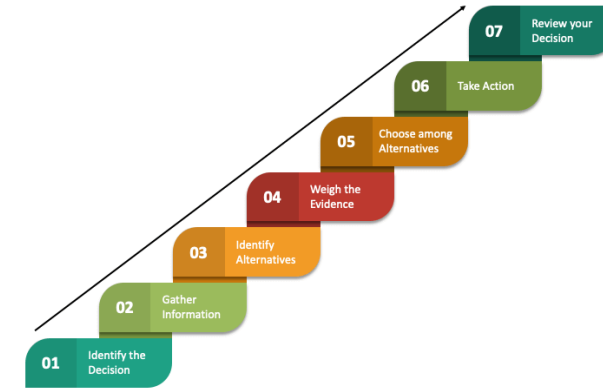 07
Review your
Decision
06
Take Action
05
Choose among
Alternatives
04
Weigh the
Evidence
03
Identify
Alternatives
02
Gather
Information
01
Identify the
Decision